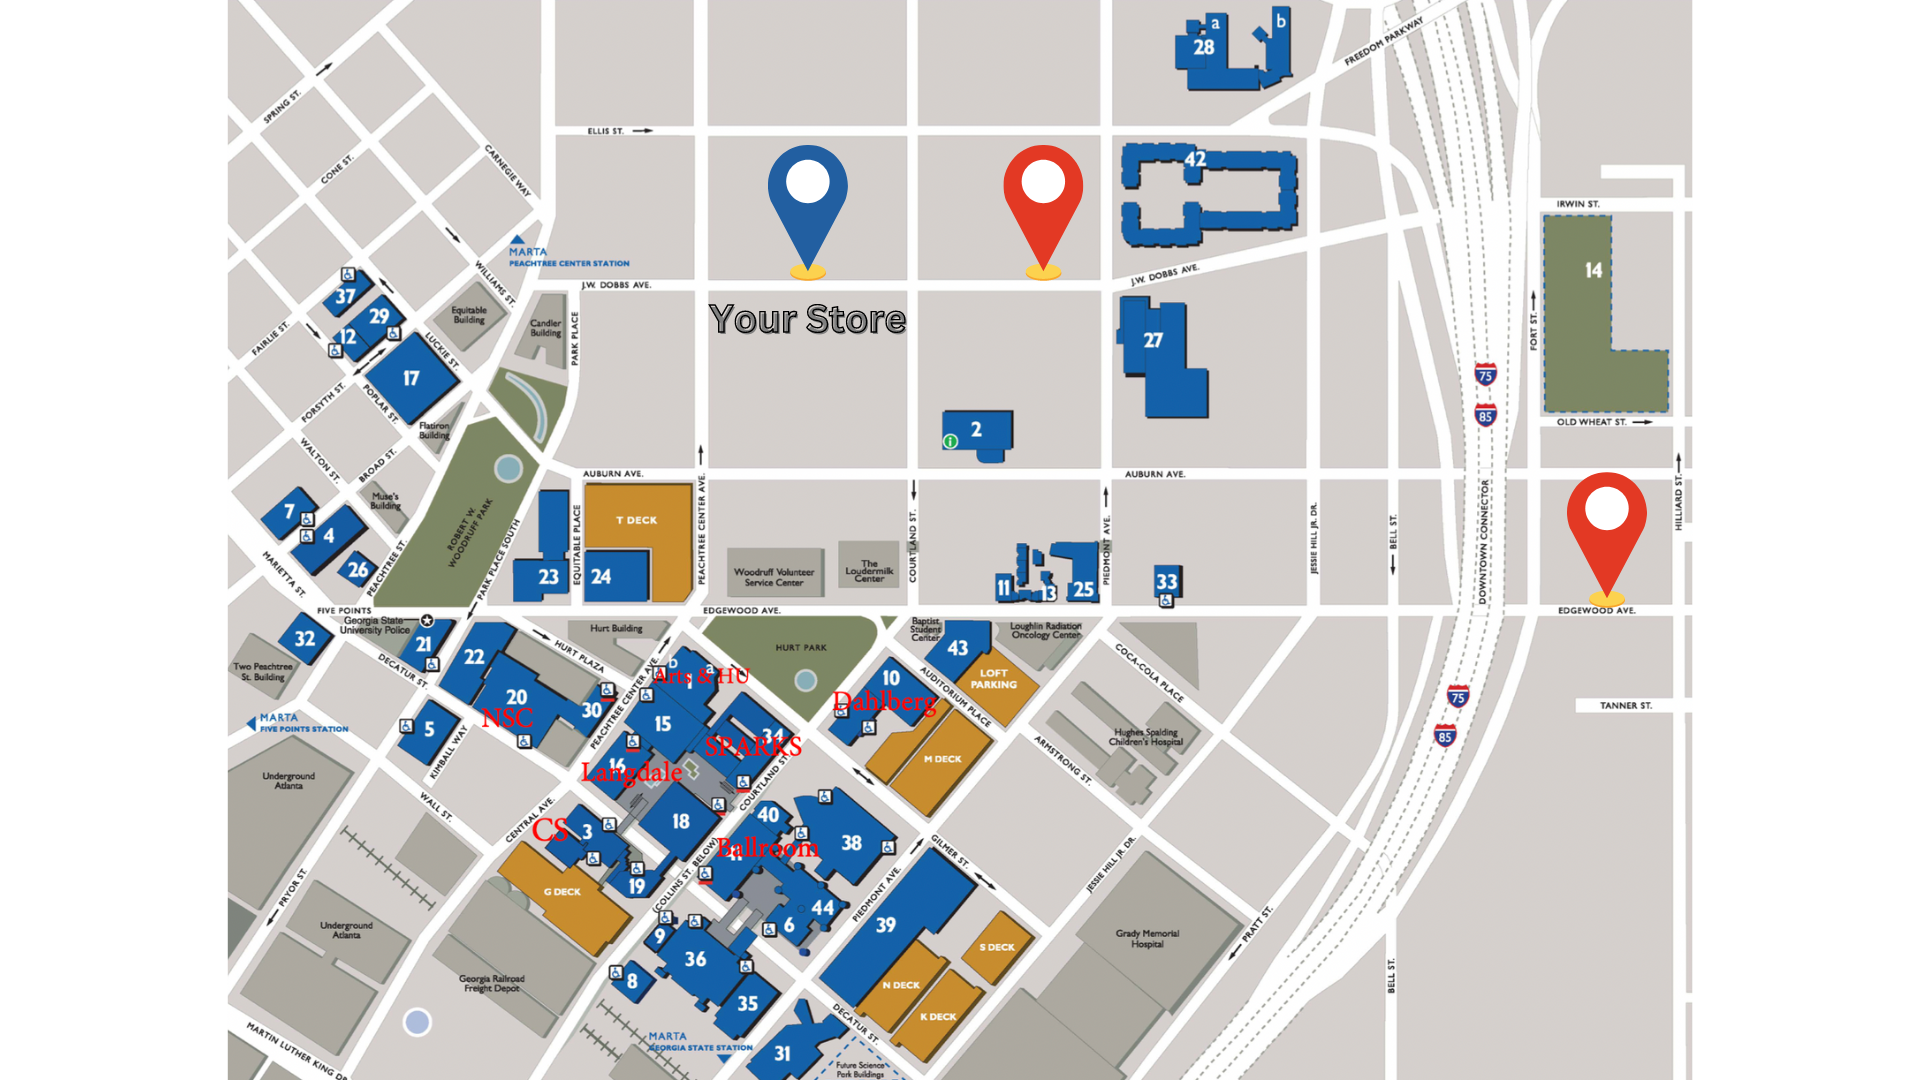 a
b
28
FREEDOM PARKWAY
SPRING ST.
ELLIS ST.
CONE ST.
CARNEGIE WAY
42
IRWIN ST.
MARTA
PEACHTREE CENTER STATION
WILLIAMS ST.
J.W. DOBBS AVE.
J.W. DOBBS AVE.
14
37
29
12
Equitable
Building
Candler
Building
PARK PLACE
Your Store
27
FORT ST.
FAIRLIE ST.
LUCKIE ST.
17
POPLAR ST.
FORSYTH ST.
75
85
Flatiron
Building
2
i
OLD WHEAT ST.
WALTON ST.
BROAD ST.
AUBURN AVE.
AUBURN AVE.
Muse's
Building
7
4
26
ROBERT W.
WOODRUFF PARK
PARK PLACE SOUTH
EQUITABLE PLACE
T DECK
23
24
PEACHTREE CENTER AVE.
Woodruff Volunteer
Service Center
The
Loudermilk
Center
COURTLAND ST.
11
13
25
PIEDMONT AVE.
33
JESSIE HILL JR. DR.
BELL ST.
DOWNTOWN CONNECTOR
HILLIARD ST.
MARIETTA ST.
PEACHTREE ST.
FIVE POINTS
EDGEWOOD AVE.
EDGEWOOD AVE.
Georgia State
University Police
32
21
22
HURT PLAZA
Hurt Building
HURT PARK
Baptist
Student
Center
43
Loughlin Radiation
Oncology Center
COCA-COLA PLACE
Two Peachtree
St. Building
DECATUR ST.
b
a
1
Arts & HU
LOFT
PARKING
10
Dahlberg
AUDITORIUM PLACE
20
NSC
30
PEACHTREE CENTER AVE.
15
34
SPARKS
MARTA
FIVE POINTS STATION
5
KIMBALL WAY
75
85
TANNER ST.
Hughes Spalding
Children's Hospital
M DECK
ARMSTRONG ST.
16
Langdale
COURTLAND ST.
Underground
Atlanta
WALL ST.
CENTRAL AVE.
CS
3
18
40
41
Ballroom
38
GILMER ST.
JESSIE HILL JR. DR.
19
G DECK
(COLLINS ST. BELOW)
PRYOR ST.
PIEDMONT AVE.
44
6
39
Underground
Atlanta
9
36
8
35
S DECK
N DECK
K DECK
Grady Memorial
Hospital
PRATT ST.
BELL ST.
Georgia Railroad
Freight Depot
MARTIN LUTHER KING DR
MARTA
GEORGIA STATE STATION
31
DECATUR ST.
Future Science
Park Buildings